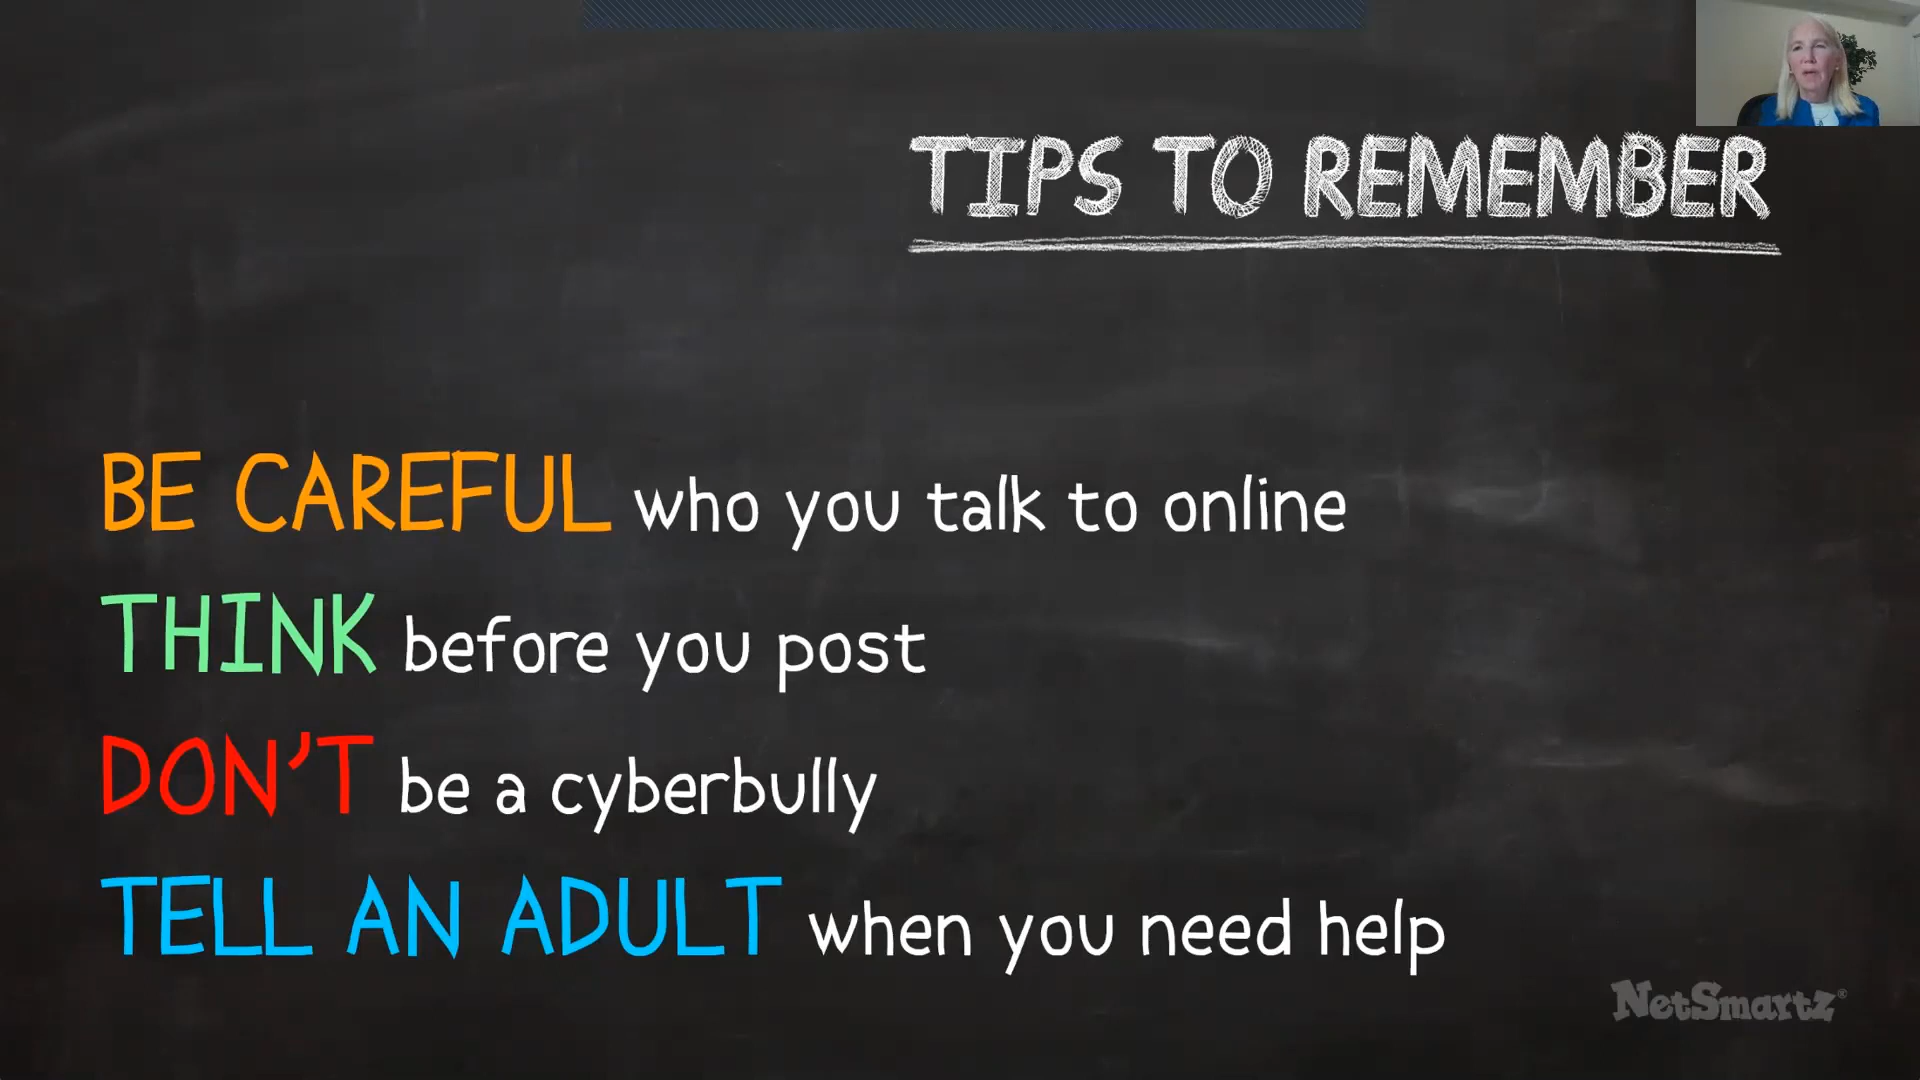 TIPS TO REMEMBER
BE CAREFUL who you talk to online
THINK before you post
DON'T be a cyberbully
TELL AN ADULT when you need help
NetSmartz®